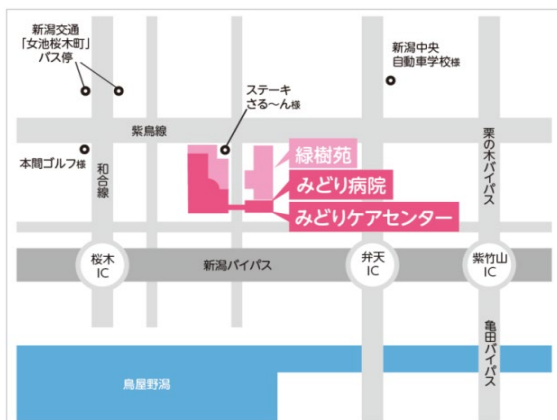 新潟交通
「女池桜木町」
バス停
新潟中央
自動車学校様
ステーキ
さる〜ん様
紫鳥線
本間ゴルフ様
和合線
緑樹苑
みどり病院
みどりケアセンター
栗の木バイパス
桜木
IC
新潟バイパス
弁天
IC
紫竹山
IC
亀田バイパス
鳥屋野潟